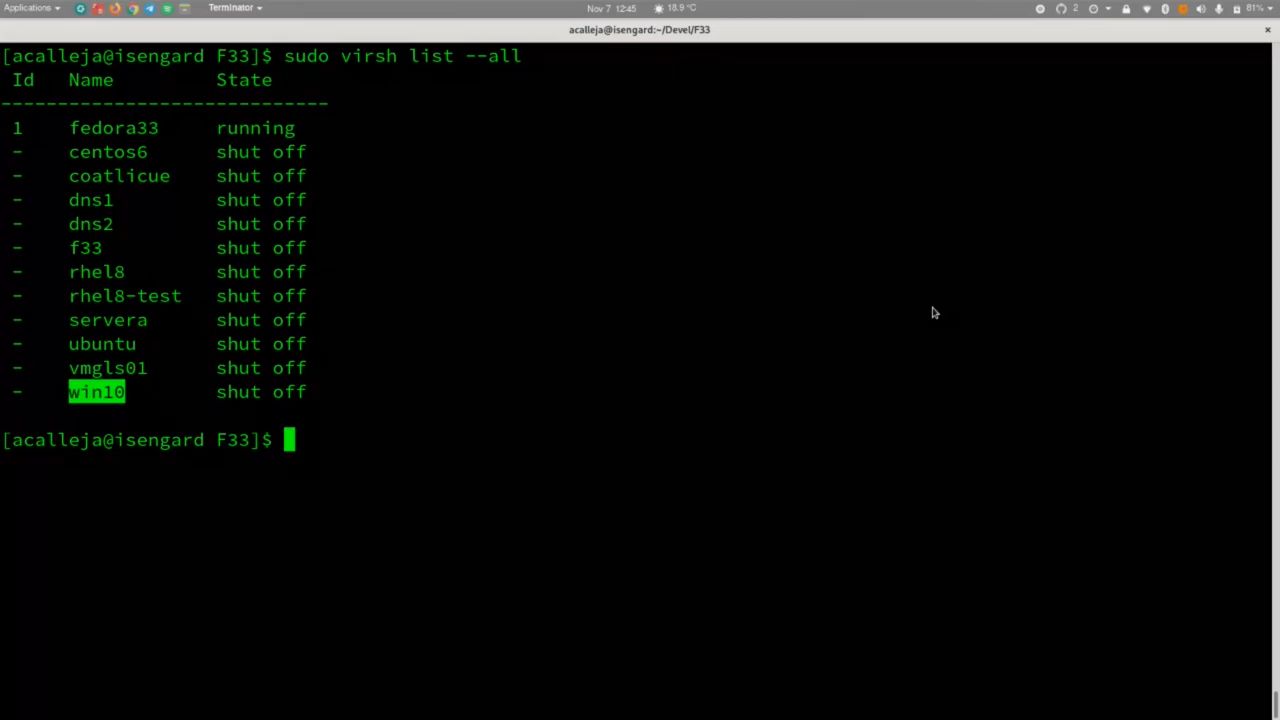 Applications Terminator Nov 7 12:45 18.9 °C 2 81%
acalleja@isengard:~/Devel/F33 ×
[acalleja@isengard F33]$ sudo virsh list --all
Id Name State
-----------------------------
1 fedora33 running
- centos6 shut off
- coatlicue shut off
- dns1 shut off
- dns2 shut off
- f33 shut off
- rhel8 shut off
- rhel8-test shut off
- servera shut off
- ubuntu shut off
- vmgls01 shut off
- win10 shut off
[acalleja@isengard F33]$